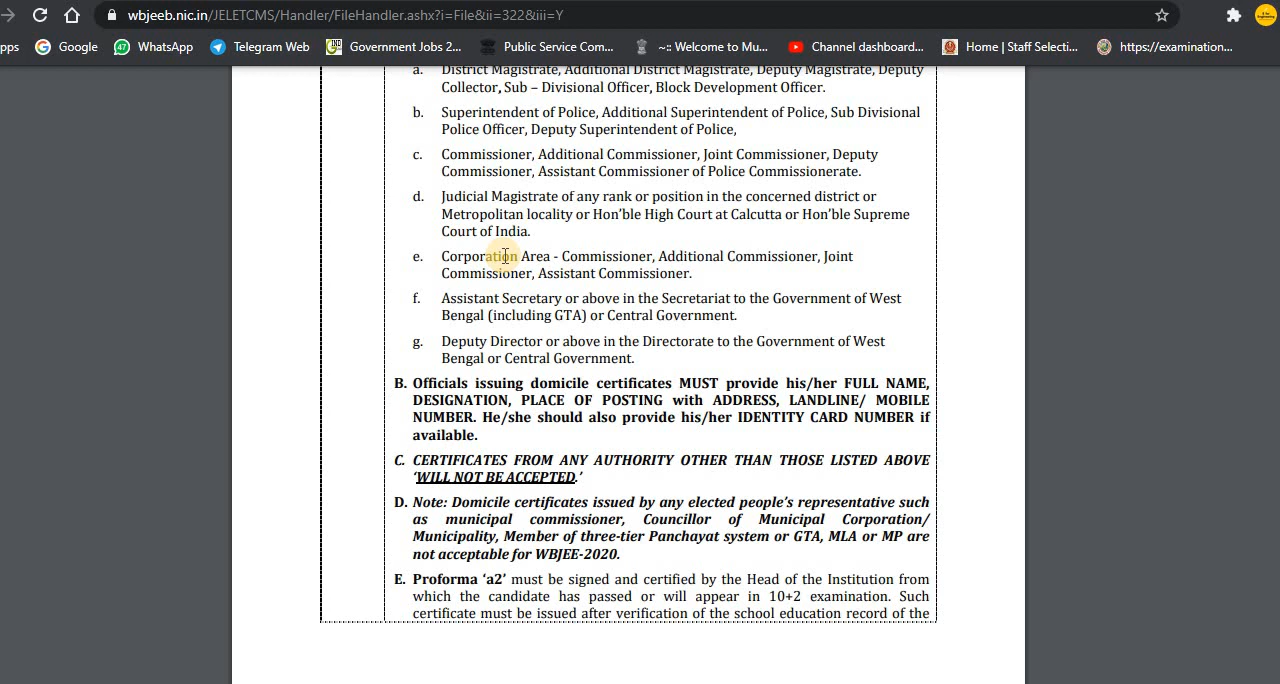 wbjeeb.nic.in/JELETCMS/Handler/FileHandler.ashx?i=File&ii=322&iii=Y
pps Google 47 WhatsApp Telegram Web Government Jobs 2... Public Service Com... ~:: Welcome to Mu... Channel dashboard... Home | Staff Selecti... https://examination...
a. District Magistrate, Additional District Magistrate, Deputy Magistrate, Deputy
Collector, Sub – Divisional Officer, Block Development Officer.
b. Superintendent of Police, Additional Superintendent of Police, Sub Divisional
Police Officer, Deputy Superintendent of Police,
c. Commissioner, Additional Commissioner, Joint Commissioner, Deputy
Commissioner, Assistant Commissioner of Police Commissionerate.
d. Judicial Magistrate of any rank or position in the concerned district or
Metropolitan locality or Hon’ble High Court at Calcutta or Hon’ble Supreme
Court of India.
e. Corporation Area - Commissioner, Additional Commissioner, Joint
Commissioner, Assistant Commissioner.
f. Assistant Secretary or above in the Secretariat to the Government of West
Bengal (including GTA) or Central Government.
g. Deputy Director or above in the Directorate to the Government of West
Bengal or Central Government.
B. Officials issuing domicile certificates MUST provide his/her FULL NAME,
DESIGNATION, PLACE OF POSTING with ADDRESS, LANDLINE/ MOBILE
NUMBER. He/she should also provide his/her IDENTITY CARD NUMBER if
available.
C. CERTIFICATES FROM ANY AUTHORITY OTHER THAN THOSE LISTED ABOVE
‘WILL NOT BE ACCEPTED.’
D. Note: Domicile certificates issued by any elected people’s representative such
as municipal commissioner, Councillor of Municipal Corporation/
Municipality, Member of three-tier Panchayat system or GTA, MLA or MP are
not acceptable for WBJEE-2020.
E. Proforma ‘a2’ must be signed and certified by the Head of the Institution from
which the candidate has passed or will appear in 10+2 examination. Such
certificate must be issued after verification of the school education record of the